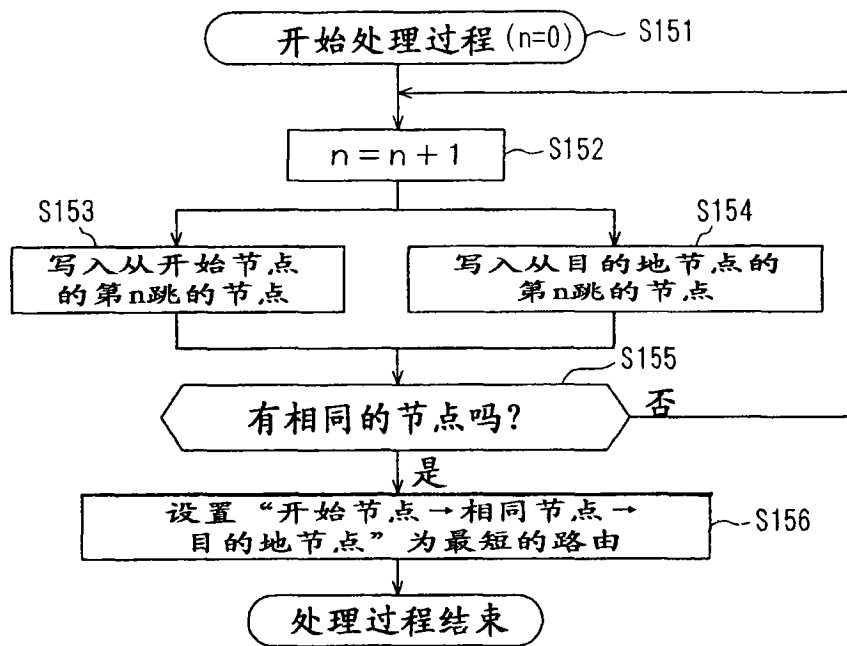 开始处理过程(n=0)
S151
n=n+1
S152
S153
S154
写入从开始节点
的第n跳的节点
写入从目的地节点的
第n跳的节点
S155
有相同的节点吗?
否
是
设置“开始节点→相同节点→
目的地节点”为最短的路由
S156
处理过程结束